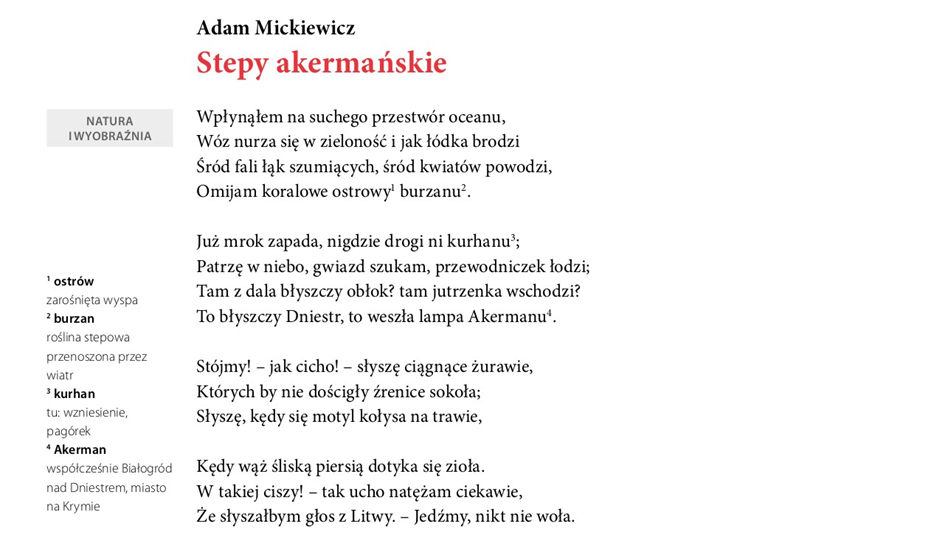 Adam Mickiewicz
Stepy akermańskie
NATURA
I WYOBRAŹNIA
Wpłynąłem na suchego przestwór oceanu,
Wóz nurza się w zieloność i jak łódka brodzi
Śród fali łąk szumiących, śród kwiatów powodzi,
Omijam koralowe ostrowy¹ burzanu².
Już mrok zapada, nigdzie drogi ni kurhanu³;
Patrzę w niebo, gwiazd szukam, przewodniczek łodzi;
Tam z dala błyszczy obłok? tam jutrzenka wschodzi?
To błyszczy Dniestr, to weszła lampa Akermanu⁴.
Stójmy! – jak cicho! – słyszę ciągnące żurawie,
Których by nie dościgły źrenice sokoła;
Słyszę, kędy się motyl kołysa na trawie,
Kędy wąż śliską piersią dotyka się zioła.
W takiej ciszy! – tak ucho natężam ciekawie,
Że słyszałbym głos z Litwy. – Jedźmy, nikt nie woła.
¹ ostrów
zarośnięta wyspa
² burzan
roślina stepowa
przenoszona przez
wiatr
³ kurhan
tu: wzniesienie,
pagórek
⁴ Akerman
współcześnie Białogród
nad Dniestrem, miasto
na Krymie